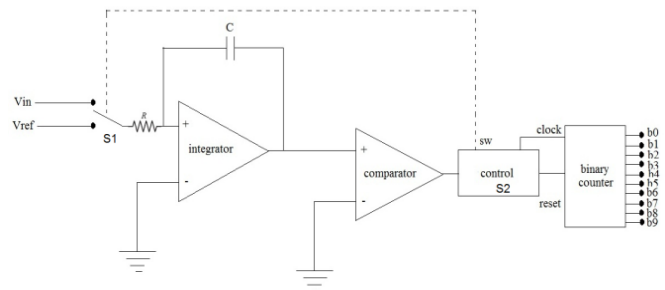 C
Vin
Vref
S1
R
+
-
integrator
+
-
comparator
sw
control
S2
clock
reset
binary
counter
b0
b1
b2
b3
b4
b5
b6
b7
b8
b9